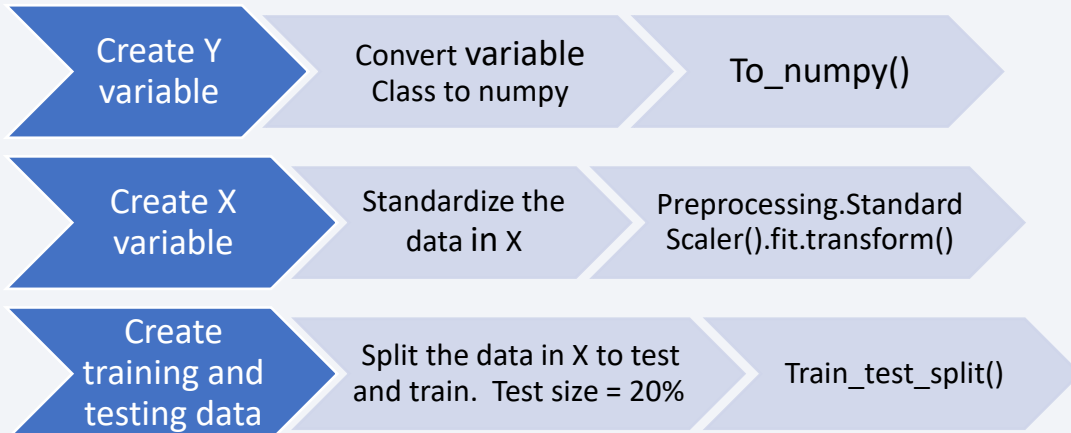 Create Y
variable
Convert variable
Class to numpy
To_numpy()
Create X
variable
Standardize the
data in X
Preprocessing.Standard
Scaler().fit.transform()
Create
training and
testing data
Split the data in X to test
and train. Test size = 20%
Train_test_split()